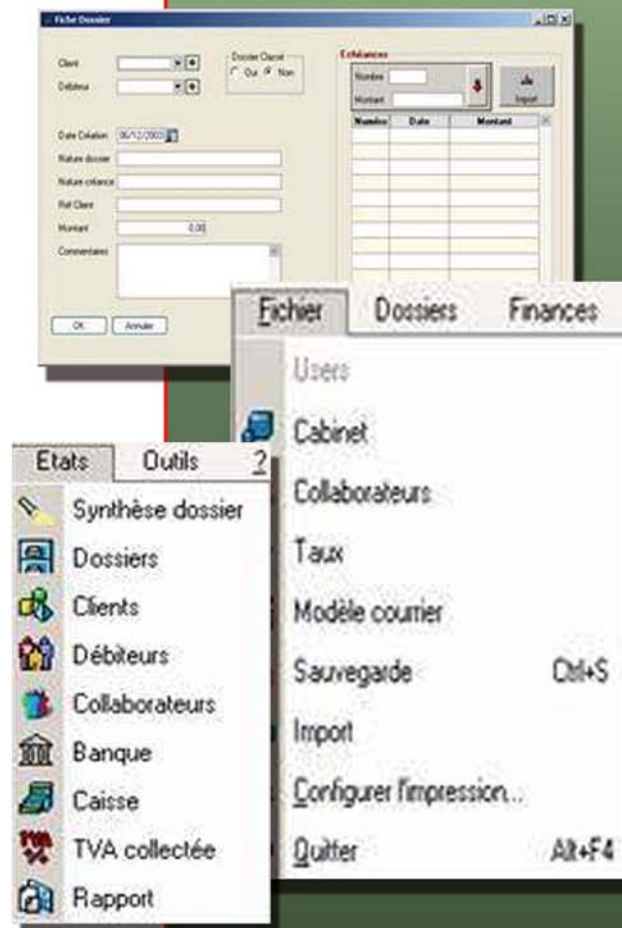 Fiche Dossier
Client
Dossier Classé
Oui Non
Débiteur
Echéances
Nombre
Montant
Import
Numéro Date Montant
Date Création 06/12/2003
Nature dossier
Nature créance
Ref Client
Montant 0,00
Commentaires
OK Annuler
Fichier Dossiers Finances
Users
Cabinet
Collaborateurs
Taux
Modèle courrier
Sauvegarde Ctrl+S
Import
Configurer l'impression...
Quitter Alt+F4
Etats Outils ?
Synthèse dossier
Dossiers
Clients
Débiteurs
Collaborateurs
Banque
Caisse
TVA collectée
Rapport